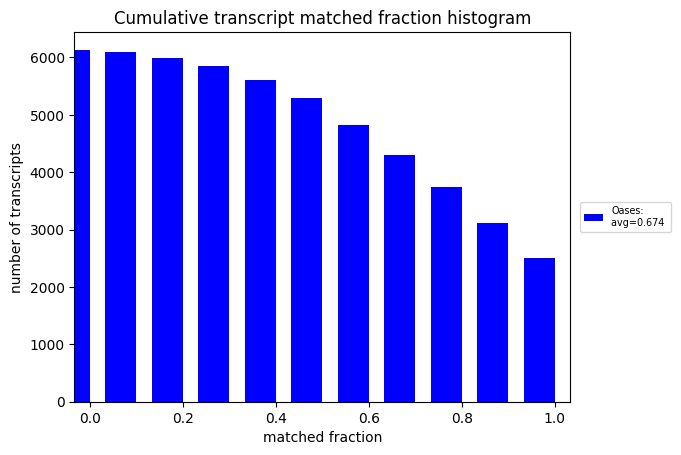 Cumulative transcript matched fraction histogram
number of transcripts
6000
5000
4000
3000
2000
1000
0
0.0 0.2 0.4 0.6 0.8 1.0
matched fraction
Oases:
avg=0.674